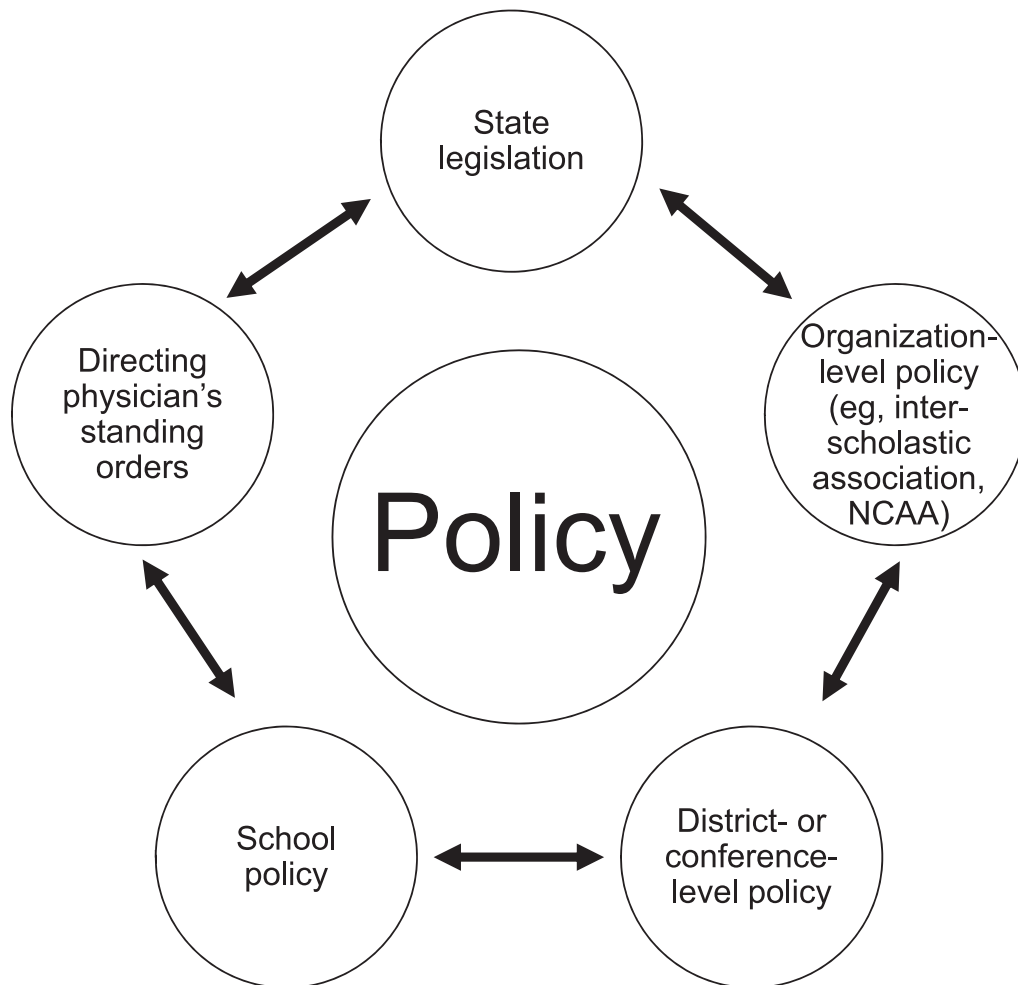 State
legislation
Organization-
level policy
(eg, inter-
scholastic
association,
NCAA)
District- or
conference-
level policy
School
policy
Directing
physician’s
standing
orders
Policy